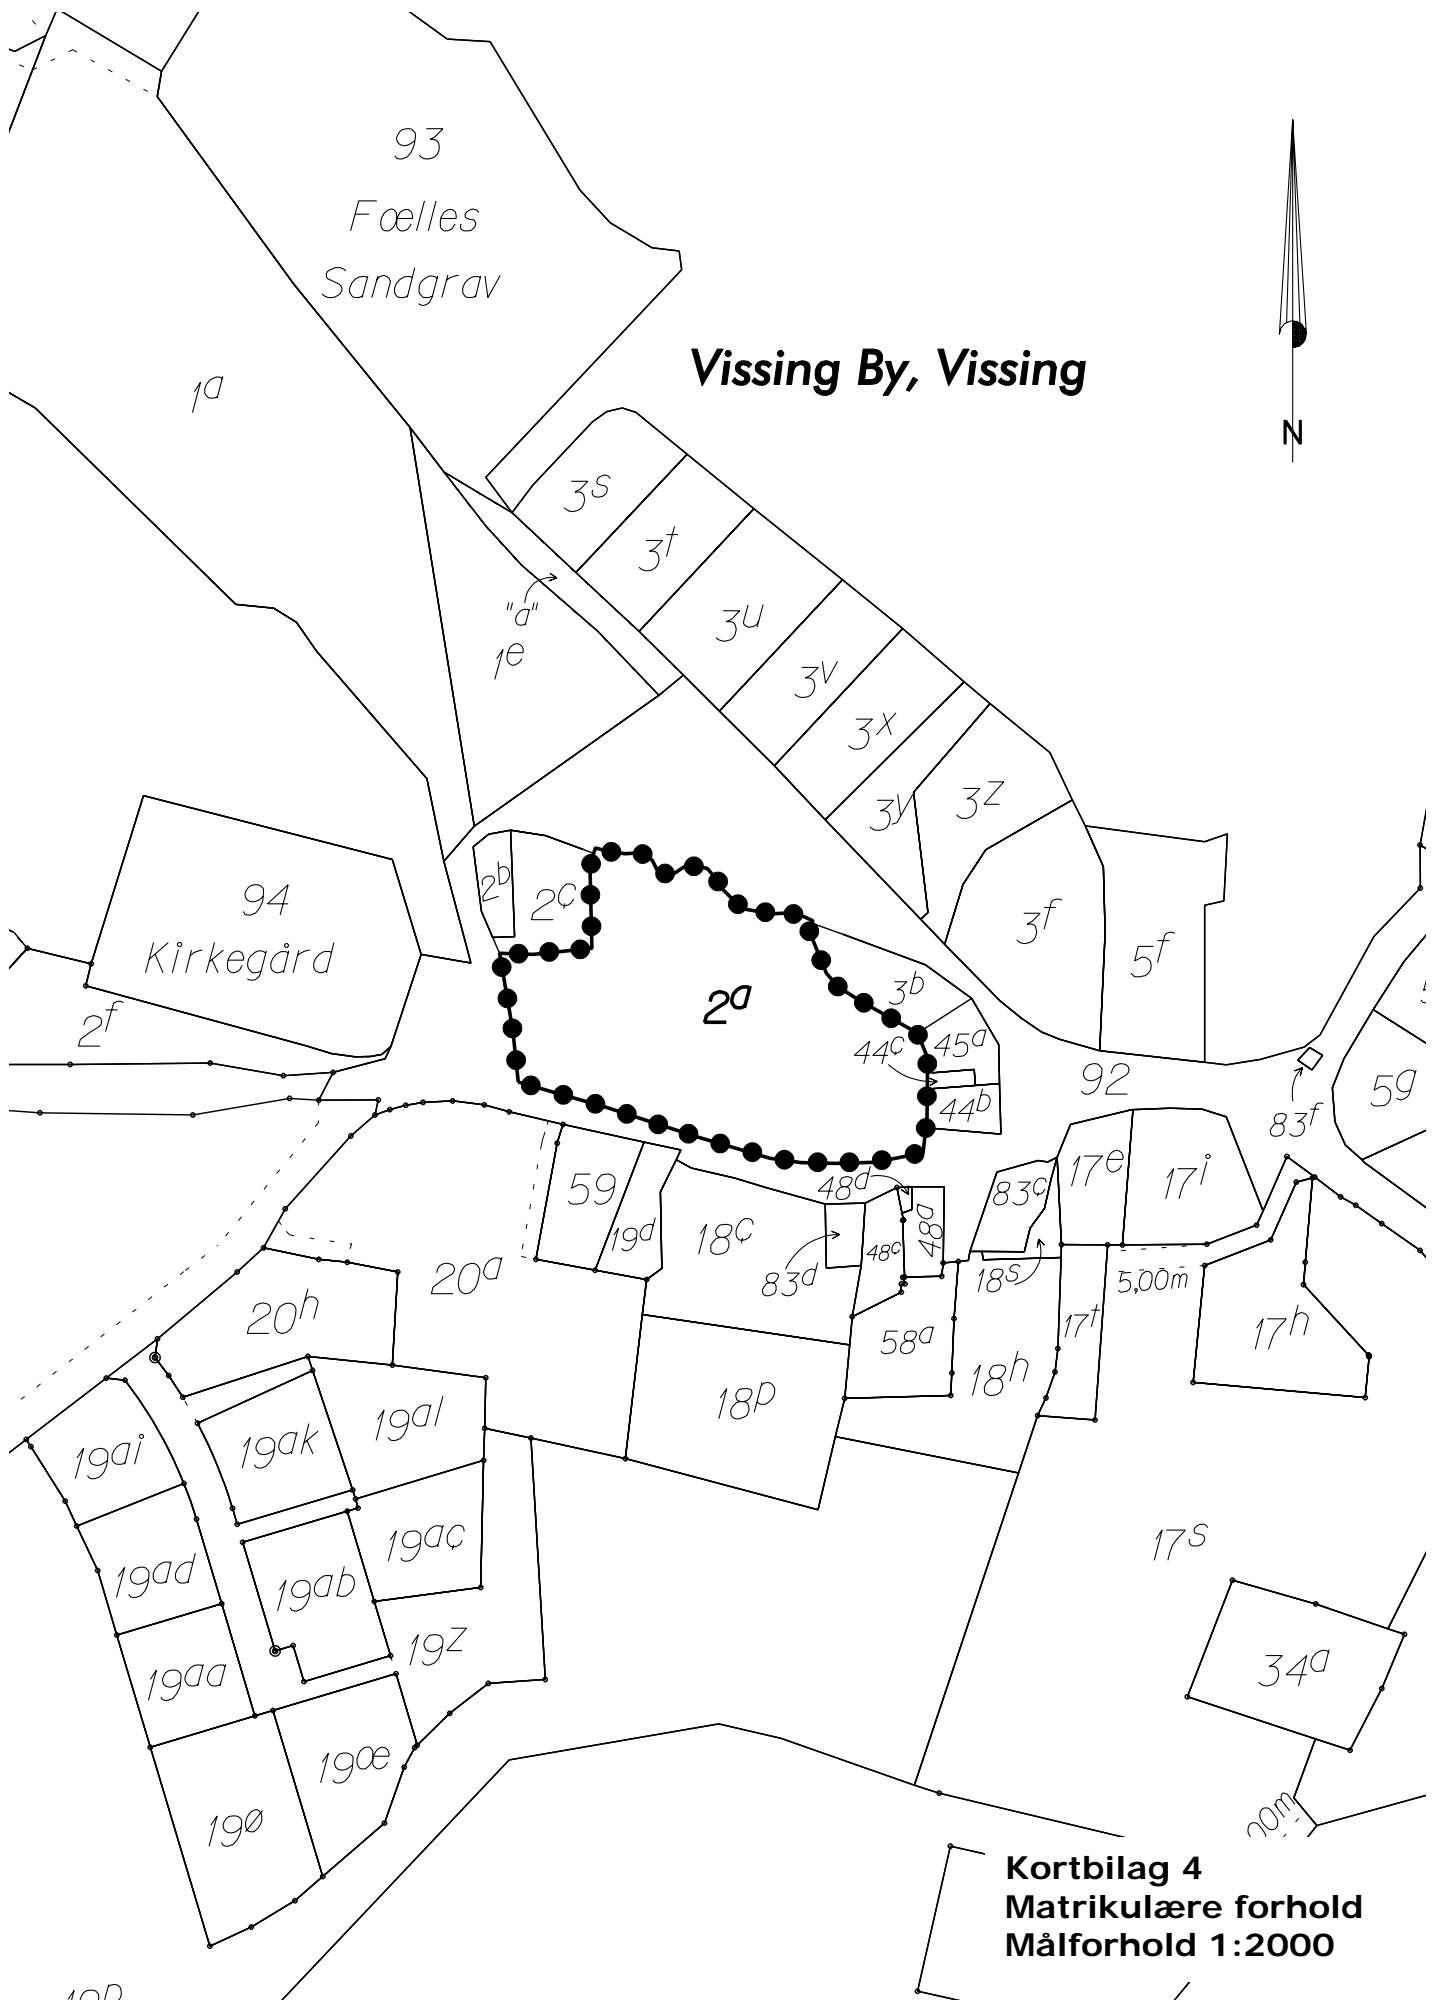 93
Fælles
Sandgrav
Vissing By, Vissing
1a
N
3s
3t
"a"
3u
1e
3v
3x
3y
3z
2b
2c
94
Kirkegård
3f
5f
2a
3b
2f
44c
45a
92
44b
5g
83f
59
48d
83c
17e
17i
19d
18c
48a
48c
83d
20a
18s
5,00m
20h
17t
17h
58a
18h
18p
19al
19ai
19ak
19ac
17s
19ad
19ab
19z
19aa
34a
19æ
19ø
00m
Kortbilag 4
Matrikulære forhold
Målforhold 1:2000